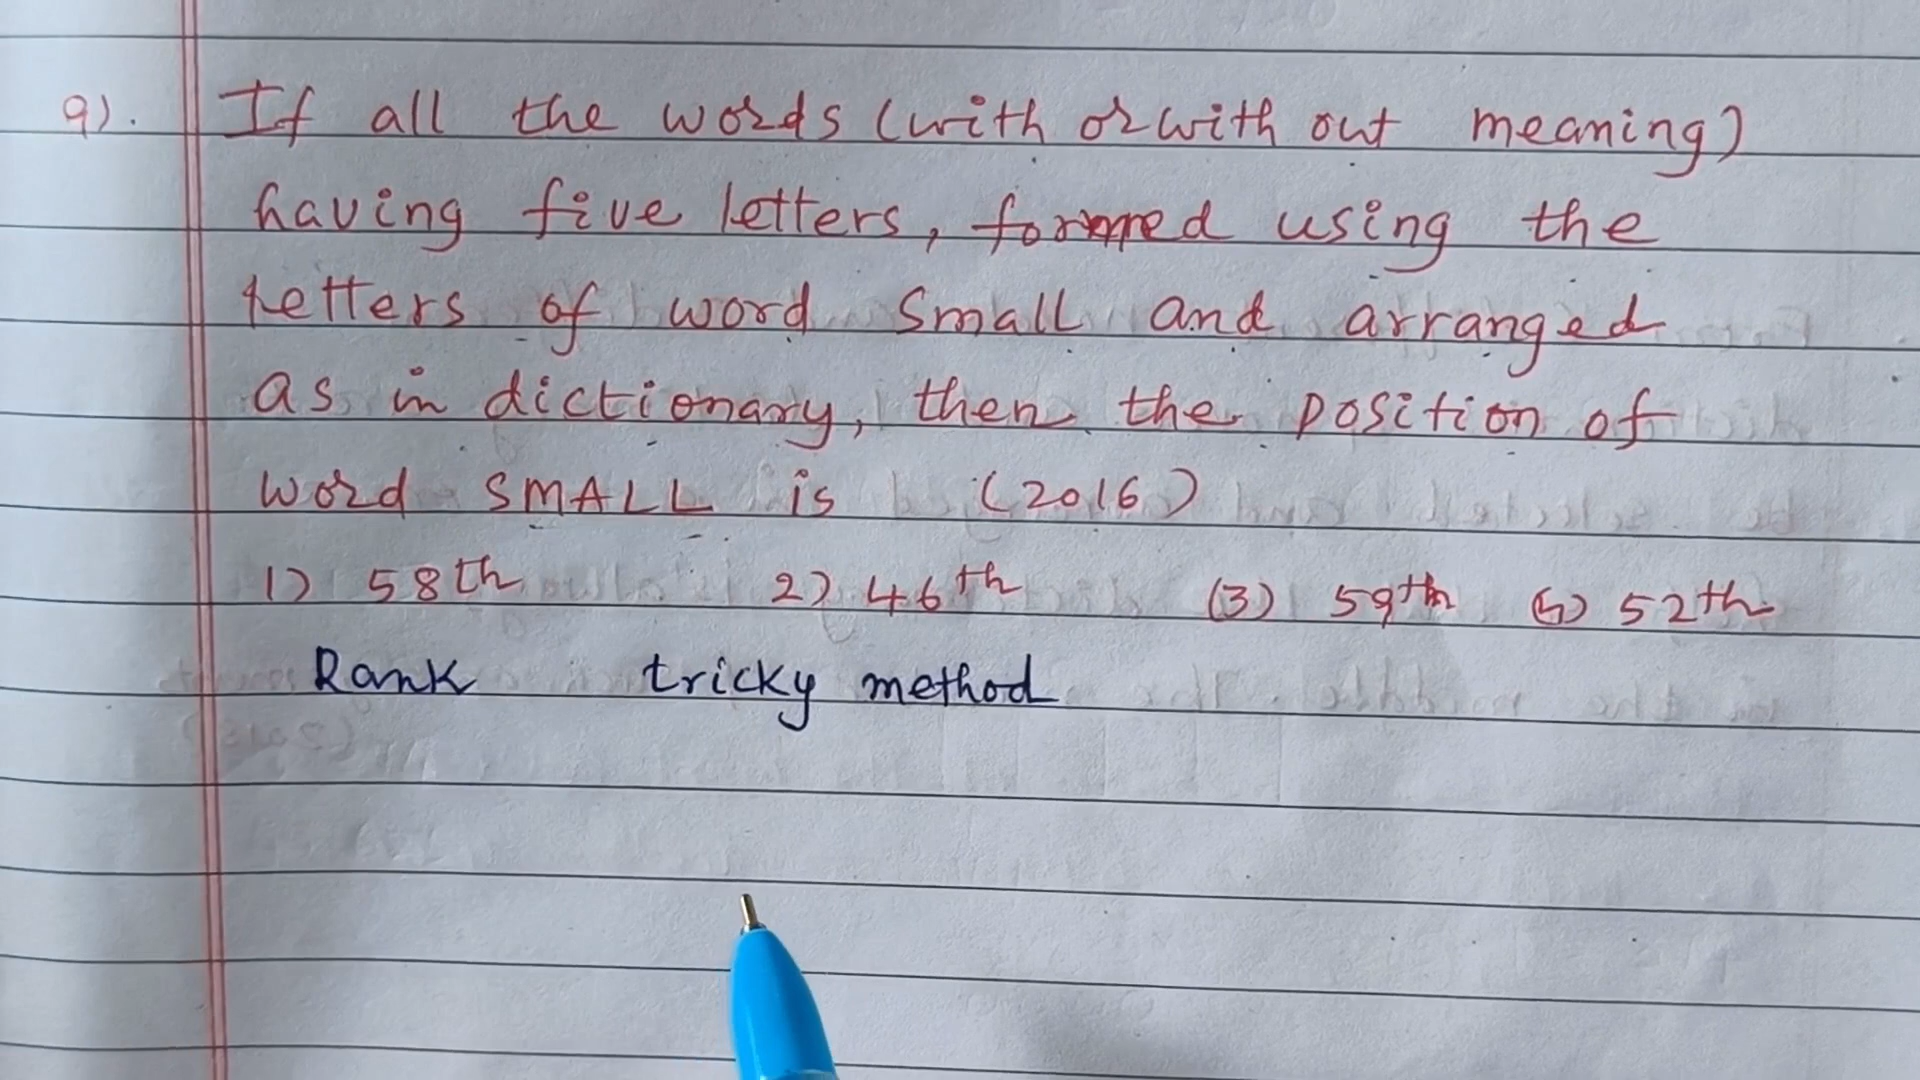 9). If all the words (with or with out meaning)
having five letters, formed using the
letters of word small and arranged
as in dictionary, then the position of
word SMALL is (2016)
1) 58th 2) 46th (3) 59th (4) 52th
Rank tricky method